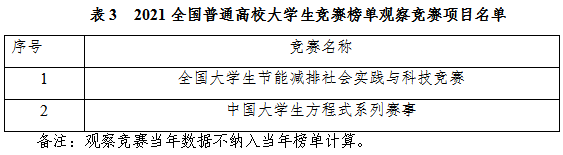 表 3 2021 全国普通高校大学生竞赛榜单观察竞赛项目名单
序号 竞赛名称
1 全国大学生节能减排社会实践与科技竞赛
2 中国大学生方程式系列赛事
备注：观察竞赛当年数据不纳入当年榜单计算。